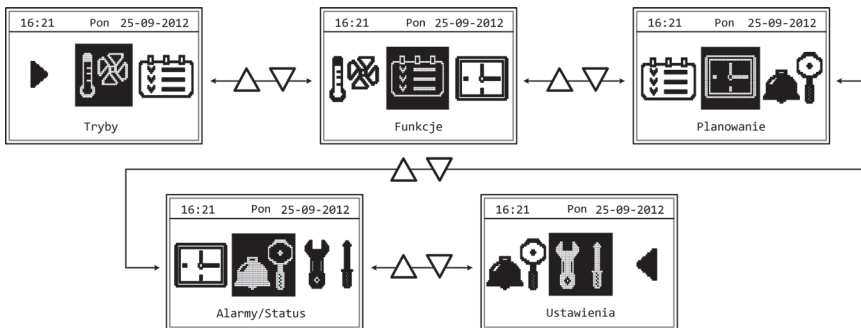 16:21 Pon 25-09-2012
Tryby
16:21 Pon 25-09-2012
Funkcje
16:21 Pon 25-09-2012
Planowanie
16:21 Pon 25-09-2012
Alarmy/Status
16:21 Pon 25-09-2012
Ustawienia